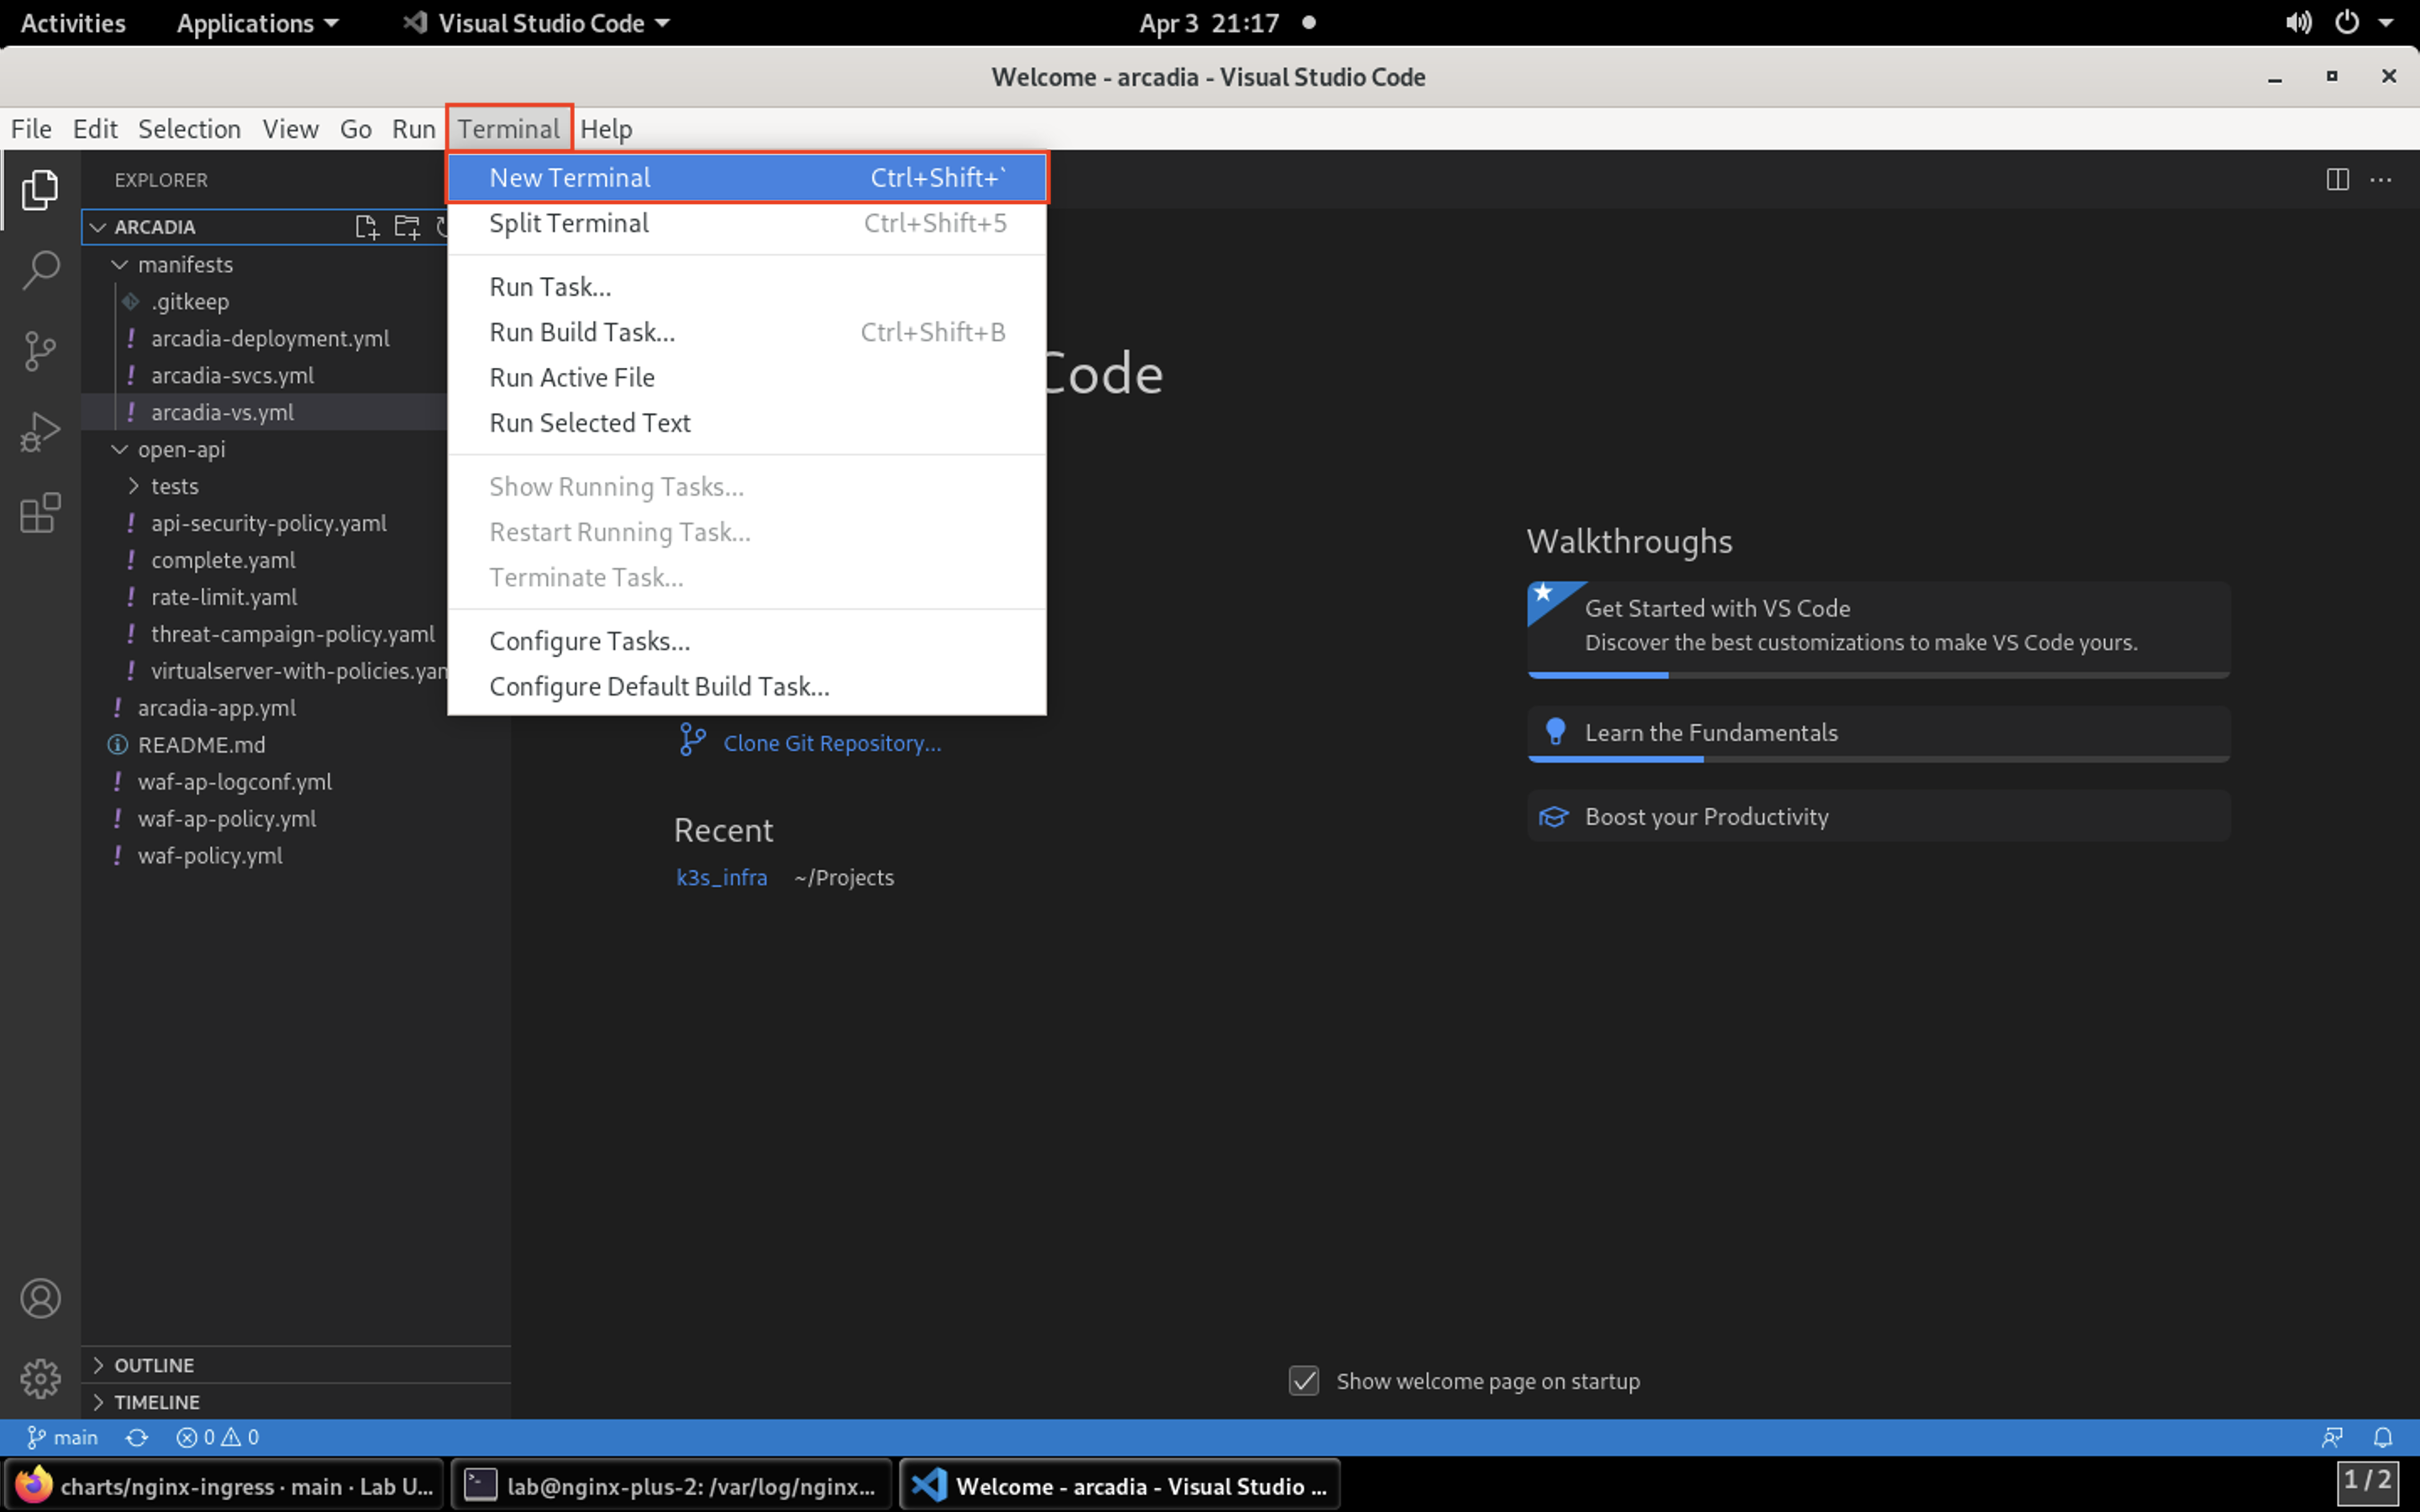 Activities Applications Visual Studio Code Apr 3 21:17
Welcome - arcadia - Visual Studio Code
File Edit Selection View Go Run Terminal Help
EXPLORER
ARCADIA
manifests
.gitkeep
! arcadia-deployment.yml
! arcadia-svcs.yml
! arcadia-vs.yml
open-api
tests
! api-security-policy.yaml
! complete.yaml
! rate-limit.yaml
! threat-campaign-policy.yaml
! virtualserver-with-policies.yam
! arcadia-app.yml
README.md
! waf-ap-logconf.yml
! waf-ap-policy.yml
! waf-policy.yml
OUTLINE
TIMELINE
New Terminal Ctrl+Shift+`
Split Terminal Ctrl+Shift+5
Run Task...
Run Build Task... Ctrl+Shift+B
Run Active File
Run Selected Text
Show Running Tasks...
Restart Running Task...
Terminate Task...
Configure Tasks...
Configure Default Build Task...
Code
Clone Git Repository...
Recent
k3s_infra ~/Projects
Walkthroughs
Get Started with VS Code
Discover the best customizations to make VS Code yours.
Learn the Fundamentals
Boost your Productivity
Show welcome page on startup
main 0 0
charts/nginx-ingress · main · Lab U... lab@nginx-plus-2: /var/log/nginx... Welcome - arcadia - Visual Studio ... 1 / 2